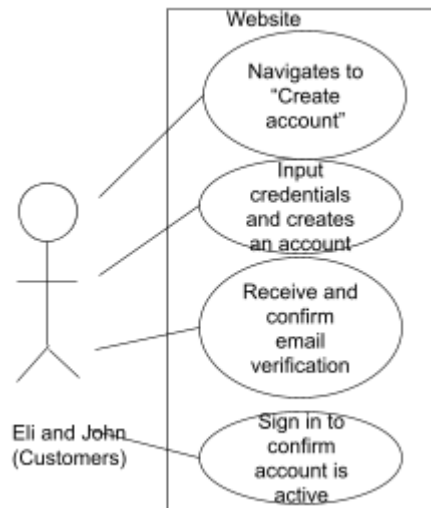 Website
Navigates to
“Create
account”
Input
credentials
and creates
an account
Receive and
confirm
email
verification
Eli and John
(Customers)
Sign in to
confirm
account is
active